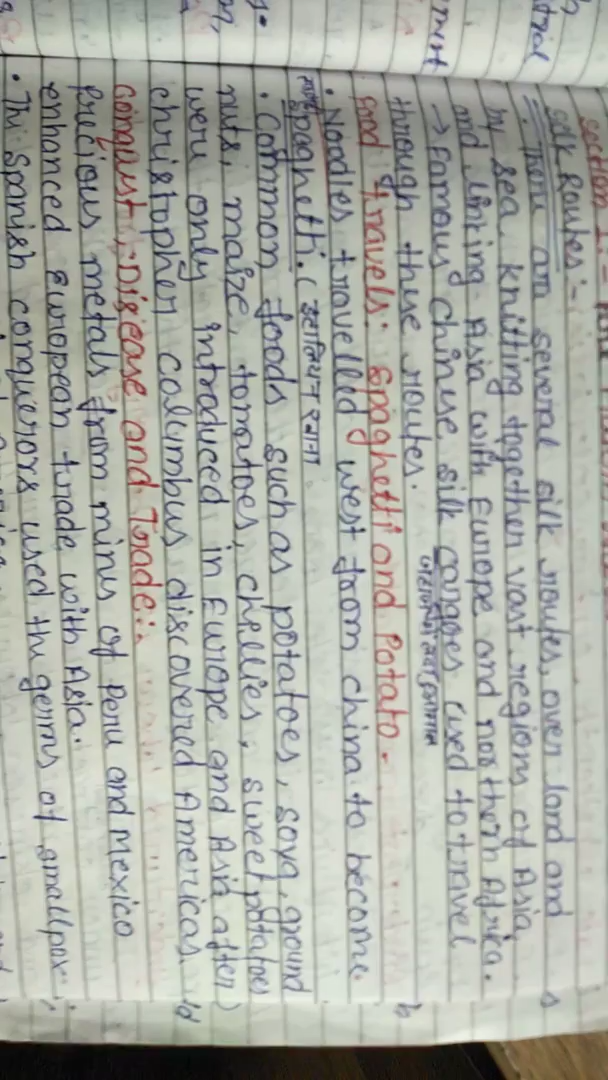 section 1:-
Silk Routes:-
There are several silk routes, over land and
by sea, knitting together vast regions of Asia
and linking Asia with Europe and northern Africa.
→ Famous chinese silk cargoes used to travel
through these routes.
food travels: spaghetti and Potato.
• Noodles travelled west from china to become
spaghetti. (इटालियन खाना
• Common foods such as potatoes, soya, ground
nuts, maize, tomatoes, chellies, sweet potatoes
were only introduced in Europe and Asia after
christopher columbus discovered Americas.
Conquest, Disease and Trade:-
precious metals from mines of Peru and Mexico
enhanced European trade with Asia.
• The Spanish conquerors used the germs of smallpox